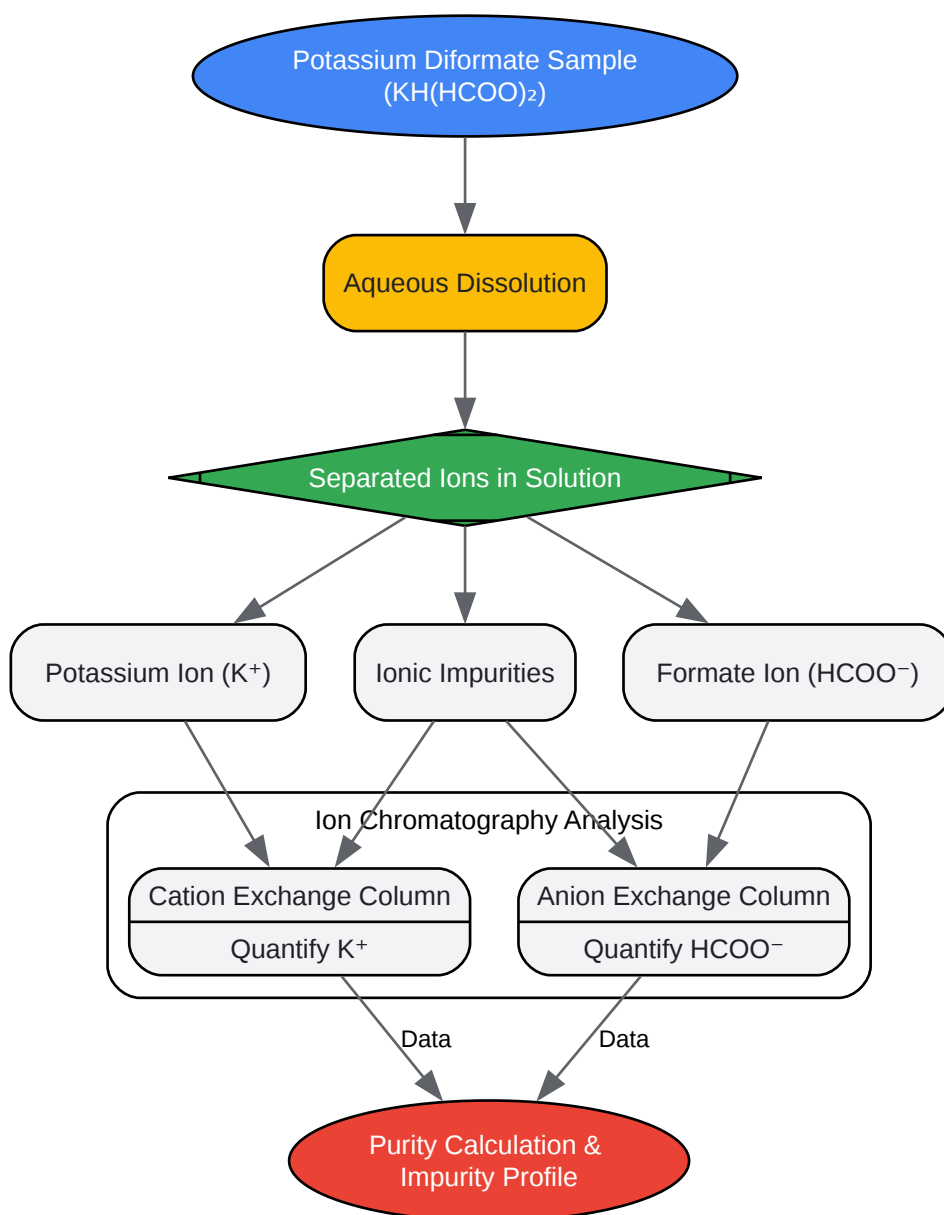 Potassium Diformate Sample
(KH(HCOO)₂)
Aqueous Dissolution
Separated Ions in Solution
Potassium Ion (K⁺)
Ionic Impurities
Formate Ion (HCOO⁻)
Ion Chromatography Analysis
Cation Exchange Column
Quantify K⁺
Anion Exchange Column
Quantify HCOO⁻
Data
Data
Purity Calculation &
Impurity Profile